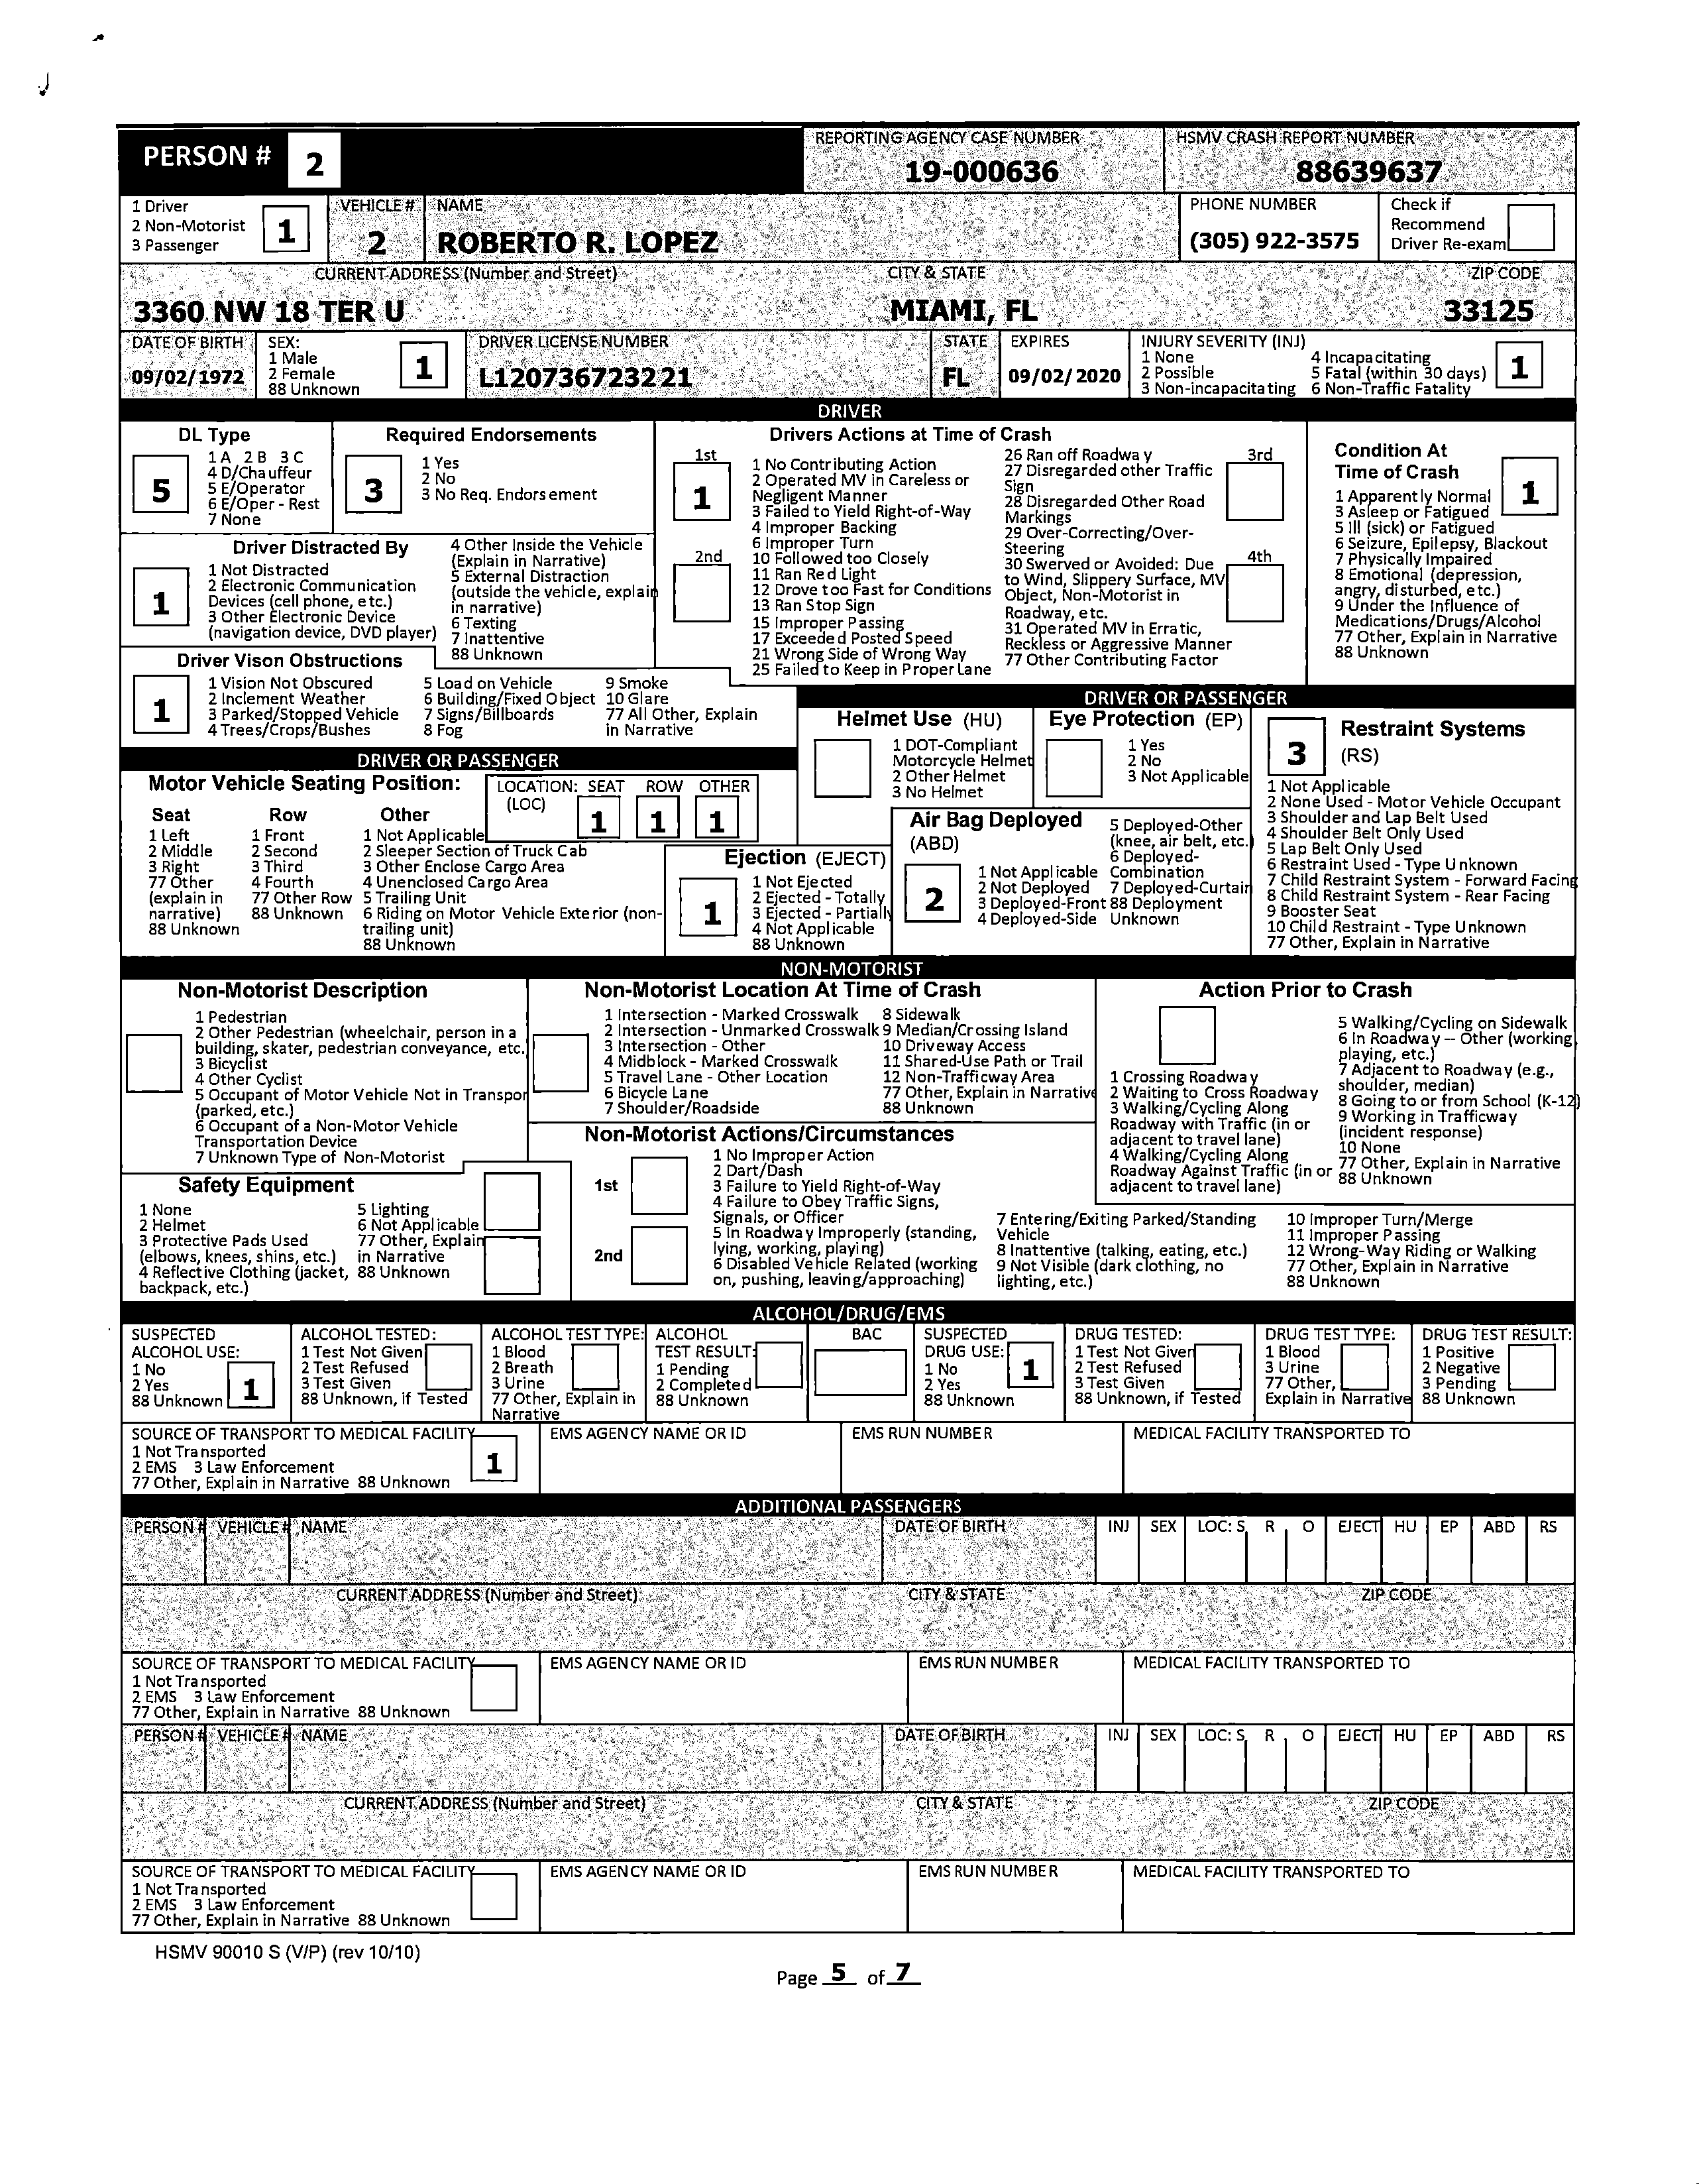 PERSON # 2
REPORTING AGENCY CASE NUMBER
19-000636
HSMV CRASH REPORT NUMBER
88639637
1 Driver
2 Non-Motorist
3 Passenger
1
VEHICLE #
2
NAME
ROBERTO R. LOPEZ
PHONE NUMBER
(305) 922-3575
Check if
Recommend
Driver Re-exam
CURRENT ADDRESS (Number and Street)
CITY & STATE
ZIP CODE
3360 NW 18 TER U
MIAMI, FL
33125
DATE OF BIRTH
09/02/1972
SEX:
1 Male
2 Female
88 Unknown
1
DRIVER LICENSE NUMBER
L120736723221
STATE
FL
EXPIRES
09/02/2020
INJURY SEVERITY (INJ)
1 None
2 Possible
3 Non-incapacitating
4 Incapacitating
5 Fatal (within 30 days)
6 Non-Traffic Fatality
1
DRIVER
DL Type
5
1 A 2 B 3 C
4 D/Chauffeur
5 E/Operator
6 E/Oper - Rest
7 None
Required Endorsements
3
1 Yes
2 No
3 No Req. Endorsement
Driver Distracted By
1
1 Not Distracted
2 Electronic Communication
Devices (cell phone, etc.)
3 Other Electronic Device
(navigation device, DVD player)
4 Other Inside the Vehicle
(Explain in Narrative)
5 External Distraction
(outside the vehicle, explain
in narrative)
6 Texting
7 Inattentive
88 Unknown
Driver Vison Obstructions
1
1 Vision Not Obscured
2 Inclement Weather
3 Parked/Stopped Vehicle
4 Trees/Crops/Bushes
5 Load on Vehicle
6 Building/Fixed Object
7 Signs/Billboards
8 Fog
9 Smoke
10 Glare
77 All Other, Explain
in Narrative
Drivers Actions at Time of Crash
1st
1
2nd
1 No Contributing Action
2 Operated MV in Careless or
Negligent Manner
3 Failed to Yield Right-of-Way
4 Improper Backing
6 Improper Turn
10 Followed too Closely
11 Ran Red Light
12 Drove too Fast for Conditions
13 Ran Stop Sign
15 Improper Passing
17 Exceeded Posted Speed
21 Wrong Side of Wrong Way
25 Failed to Keep in Proper Lane
26 Ran off Roadway
27 Disregarded other Traffic
Sign
28 Disregarded Other Road
Markings
29 Over-Correcting/Over-
Steering
30 Swerved or Avoided: Due
to Wind, Slippery Surface, MV
Object, Non-Motorist in
Roadway, etc.
31 Operated MV in Erratic,
Reckless or Aggressive Manner
77 Other Contributing Factor
3rd
4th
Condition At
Time of Crash
1
1 Apparently Normal
3 Asleep or Fatigued
5 Ill (sick) or Fatigued
6 Seizure, Epilepsy, Blackout
7 Physically Impaired
8 Emotional (depression,
angry, disturbed, etc.)
9 Under the Influence of
Medications/Drugs/Alcohol
77 Other, Explain in Narrative
88 Unknown
DRIVER OR PASSENGER
Motor Vehicle Seating Position:
LOCATION: SEAT ROW OTHER
(LOC)
1 1 1
Seat
1 Left
2 Middle
3 Right
77 Other
(explain in
narrative)
88 Unknown
Row
1 Front
2 Second
3 Third
4 Fourth
77 Other Row
88 Unknown
Other
1 Not Applicable
2 Sleeper Section of Truck Cab
3 Other Enclose Cargo Area
4 Unenclosed Cargo Area
5 Trailing Unit
6 Riding on Motor Vehicle Exterior (non-
trailing unit)
88 Unknown
Ejection (EJECT)
1
1 Not Ejected
2 Ejected - Totally
3 Ejected - Partially
4 Not Applicable
88 Unknown
DRIVER OR PASSENGER
Helmet Use (HU)
1 DOT-Compliant
Motorcycle Helmet
2 Other Helmet
3 No Helmet
Eye Protection (EP)
1 Yes
2 No
3 Not Applicable
Air Bag Deployed
(ABD)
2
1 Not Applicable
2 Not Deployed
3 Deployed-Front
4 Deployed-Side
5 Deployed-Other
(knee, air belt, etc.)
6 Deployed-
Combination
7 Deployed-Curtain
88 Deployment
Unknown
3
Restraint Systems
(RS)
1 Not Applicable
2 None Used - Motor Vehicle Occupant
3 Shoulder and Lap Belt Used
4 Shoulder Belt Only Used
5 Lap Belt Only Used
6 Restraint Used - Type Unknown
7 Child Restraint System - Forward Facing
8 Child Restraint System - Rear Facing
9 Booster Seat
10 Child Restraint - Type Unknown
77 Other, Explain in Narrative
NON-MOTORIST
Non-Motorist Description
1 Pedestrian
2 Other Pedestrian (wheelchair, person in a
building, skater, pedestrian conveyance, etc.
3 Bicyclist
4 Other Cyclist
5 Occupant of Motor Vehicle Not in Transpor
(parked, etc.)
6 Occupant of a Non-Motor Vehicle
Transportation Device
7 Unknown Type of Non-Motorist
Safety Equipment
1 None
2 Helmet
3 Protective Pads Used
(elbows, knees, shins, etc.)
4 Reflective Clothing (jacket,
backpack, etc.)
5 Lighting
6 Not Applicable
77 Other, Explain
in Narrative
88 Unknown
Non-Motorist Location At Time of Crash
1 Intersection - Marked Crosswalk
2 Intersection - Unmarked Crosswalk
3 Intersection - Other
4 Midblock - Marked Crosswalk
5 Travel Lane - Other Location
6 Bicycle Lane
7 Shoulder/Roadside
8 Sidewalk
9 Median/Crossing Island
10 Driveway Access
11 Shared-Use Path or Trail
12 Non-Trafficway Area
77 Other, Explain in Narrative
88 Unknown
Non-Motorist Actions/Circumstances
1st
2nd
1 No Improper Action
2 Dart/Dash
3 Failure to Yield Right-of-Way
4 Failure to Obey Traffic Signs,
Signals, or Officer
5 In Roadway Improperly (standing,
lying, working, playing)
6 Disabled Vehicle Related (working
on, pushing, leaving/approaching)
7 Entering/Exiting Parked/Standing
Vehicle
8 Inattentive (talking, eating, etc.)
9 Not Visible (dark clothing, no
lighting, etc.)
10 Improper Turn/Merge
11 Improper Passing
12 Wrong-Way Riding or Walking
77 Other, Explain in Narrative
88 Unknown
Action Prior to Crash
1 Crossing Roadway
2 Waiting to Cross Roadway
3 Walking/Cycling Along
Roadway with Traffic (in or
adjacent to travel lane)
4 Walking/Cycling Along
Roadway Against Traffic (in or
adjacent to travel lane)
5 Walking/Cycling on Sidewalk
6 In Roadway -- Other (working
playing, etc.)
7 Adjacent to Roadway (e.g.,
shoulder, median)
8 Going to or from School (K-12)
9 Working in Trafficway
(incident response)
10 None
77 Other, Explain in Narrative
88 Unknown
ALCOHOL/DRUG/EMS
SUSPECTED
ALCOHOL USE:
1 No
2 Yes
88 Unknown
1
ALCOHOL TESTED:
1 Test Not Given
2 Test Refused
3 Test Given
88 Unknown, if Tested
ALCOHOL TEST TYPE:
1 Blood
2 Breath
3 Urine
77 Other, Explain in
Narrative
ALCOHOL
TEST RESULT:
1 Pending
2 Completed
88 Unknown
BAC
SUSPECTED
DRUG USE:
1 No
2 Yes
88 Unknown
1
DRUG TESTED:
1 Test Not Given
2 Test Refused
3 Test Given
88 Unknown, if Tested
DRUG TEST TYPE:
1 Blood
3 Urine
77 Other,
Explain in Narrative
DRUG TEST RESULT:
1 Positive
2 Negative
3 Pending
88 Unknown
SOURCE OF TRANSPORT TO MEDICAL FACILITY
1 Not Transported
2 EMS 3 Law Enforcement
77 Other, Explain in Narrative 88 Unknown
1
EMS AGENCY NAME OR ID
EMS RUN NUMBER
MEDICAL FACILITY TRANSPORTED TO
ADDITIONAL PASSENGERS
PERSON # VEHICLE # NAME DATE OF BIRTH INJ SEX LOC: S R O EJECT HU EP ABD RS
CURRENT ADDRESS (Number and Street) CITY & STATE ZIP CODE
SOURCE OF TRANSPORT TO MEDICAL FACILITY
1 Not Transported
2 EMS 3 Law Enforcement
77 Other, Explain in Narrative 88 Unknown
EMS AGENCY NAME OR ID
EMS RUN NUMBER
MEDICAL FACILITY TRANSPORTED TO
PERSON # VEHICLE # NAME DATE OF BIRTH INJ SEX LOC: S R O EJECT HU EP ABD RS
CURRENT ADDRESS (Number and Street) CITY & STATE ZIP CODE
SOURCE OF TRANSPORT TO MEDICAL FACILITY
1 Not Transported
2 EMS 3 Law Enforcement
77 Other, Explain in Narrative 88 Unknown
EMS AGENCY NAME OR ID
EMS RUN NUMBER
MEDICAL FACILITY TRANSPORTED TO
HSMV 90010 S (V/P) (rev 10/10)
Page 5 of 7